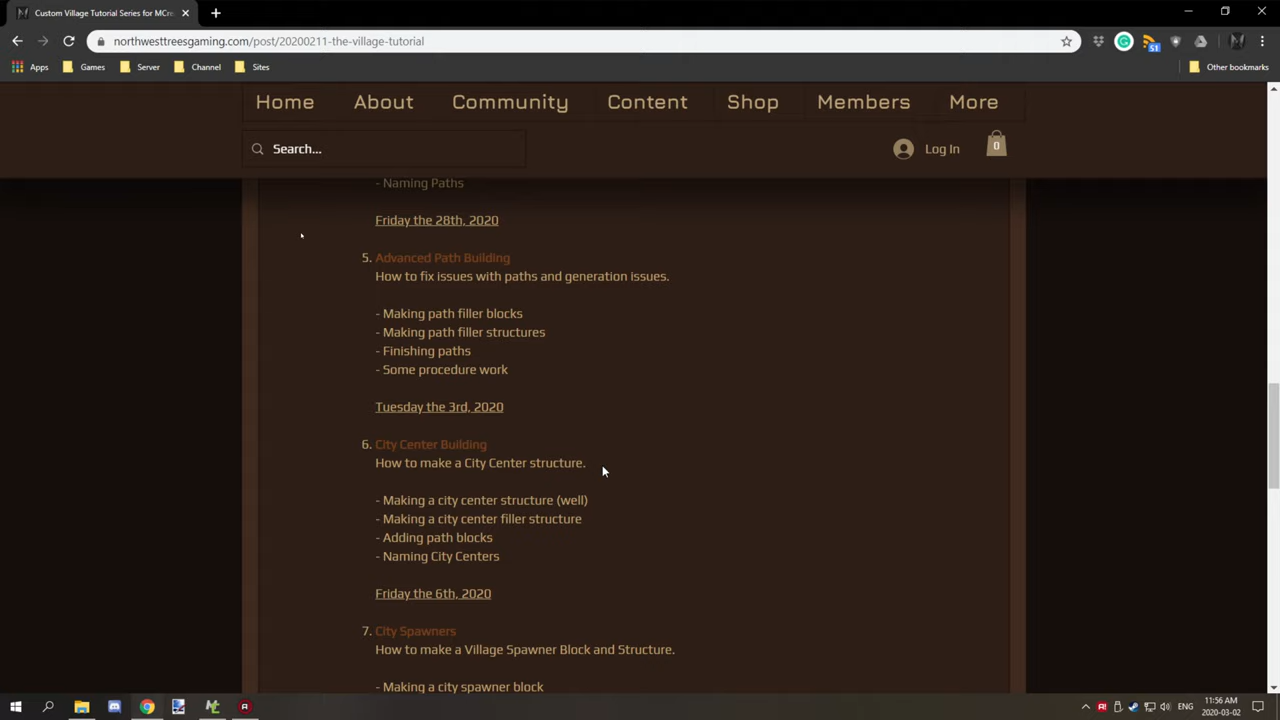 Custom Village Tutorial Series for MCre
northwesttreesgaming.com/post/20200211-the-village-tutorial
51
Apps Games Server Channel Sites Other bookmarks
Home About Community Content Shop Members More
Search... Log In 0
- Naming Paths
Friday the 28th, 2020
5. Advanced Path Building
How to fix issues with paths and generation issues.
- Making path filler blocks
- Making path filler structures
- Finishing paths
- Some procedure work
Tuesday the 3rd, 2020
6. City Center Building
How to make a City Center structure.
- Making a city center structure (well)
- Making a city center filler structure
- Adding path blocks
- Naming City Centers
Friday the 6th, 2020
7. City Spawners
How to make a Village Spawner Block and Structure.
- Making a city spawner block
ENG
11:56 AM
2020-03-02